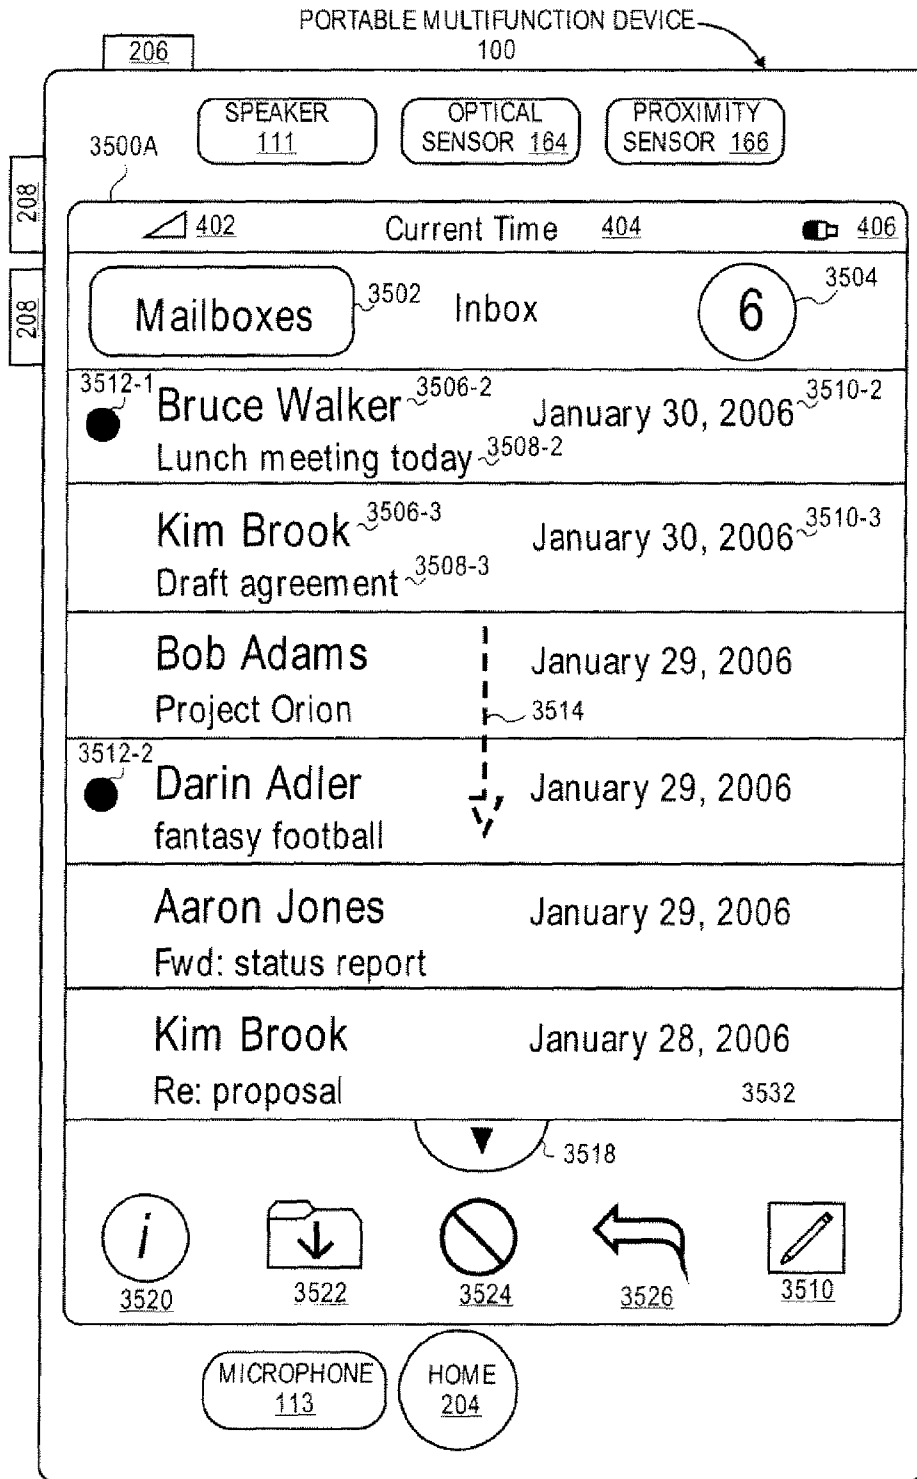 PORTABLE MULTIFUNCTION DEVICE
100
206
SPEAKER
111
OPTICAL
SENSOR 164
PROXIMITY
SENSOR 166
3500A
208
208
402 Current Time 404 406
Mailboxes 3502 Inbox 6 3504
3512-1
Bruce Walker 3506-2 January 30, 2006 3510-2
Lunch meeting today 3508-2
Kim Brook 3506-3 January 30, 2006 3510-3
Draft agreement 3508-3
Bob Adams January 29, 2006
Project Orion 3514
3512-2
Darin Adler January 29, 2006
fantasy football
Aaron Jones January 29, 2006
Fwd: status report
Kim Brook January 28, 2006
Re: proposal 3532
3518
i
3520 3522 3524 3526 3510
MICROPHONE
113
HOME
204